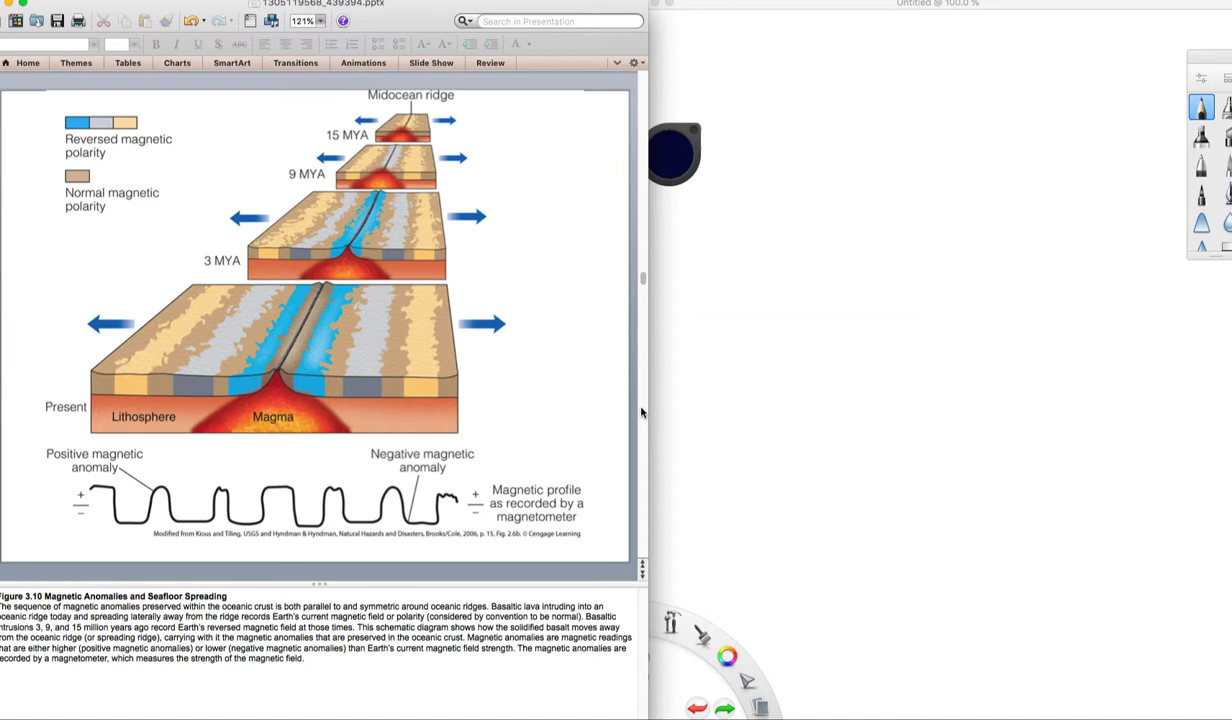 1305119568_439394.pptx
Untitled @ 100.0 %
121%
Search in Presentation
B I U S ABC
Home Themes Tables Charts SmartArt Transitions Animations Slide Show Review
Midocean ridge
15 MYA
Reversed magnetic
polarity
9 MYA
Normal magnetic
polarity
3 MYA
Present
Lithosphere
Magma
Positive magnetic
anomaly
Negative magnetic
anomaly
+
–
+
–
Magnetic profile
as recorded by a
magnetometer
Modified from Kious and Tiling, USGS and Hyndman & Hyndman, Natural Hazards and Disasters, Brooks/Cole, 2006, p. 15, Fig. 2.6b. © Cengage Learning
Figure 3.10 Magnetic Anomalies and Seafloor Spreading
The sequence of magnetic anomalies preserved within the oceanic crust is both parallel to and symmetric around oceanic ridges. Basaltic lava intruding into an
oceanic ridge today and spreading laterally away from the ridge records Earth's current magnetic field or polarity (considered by convention to be normal). Basaltic
intrusions 3, 9, and 15 million years ago record Earth's reversed magnetic field at those times. This schematic diagram shows how the solidified basalt moves away
from the oceanic ridge (or spreading ridge), carrying with it the magnetic anomalies that are preserved in the oceanic crust. Magnetic anomalies are magnetic readings
that are either higher (positive magnetic anomalies) or lower (negative magnetic anomalies) than Earth's current magnetic field strength. The magnetic anomalies are
recorded by a magnetometer, which measures the strength of the magnetic field.